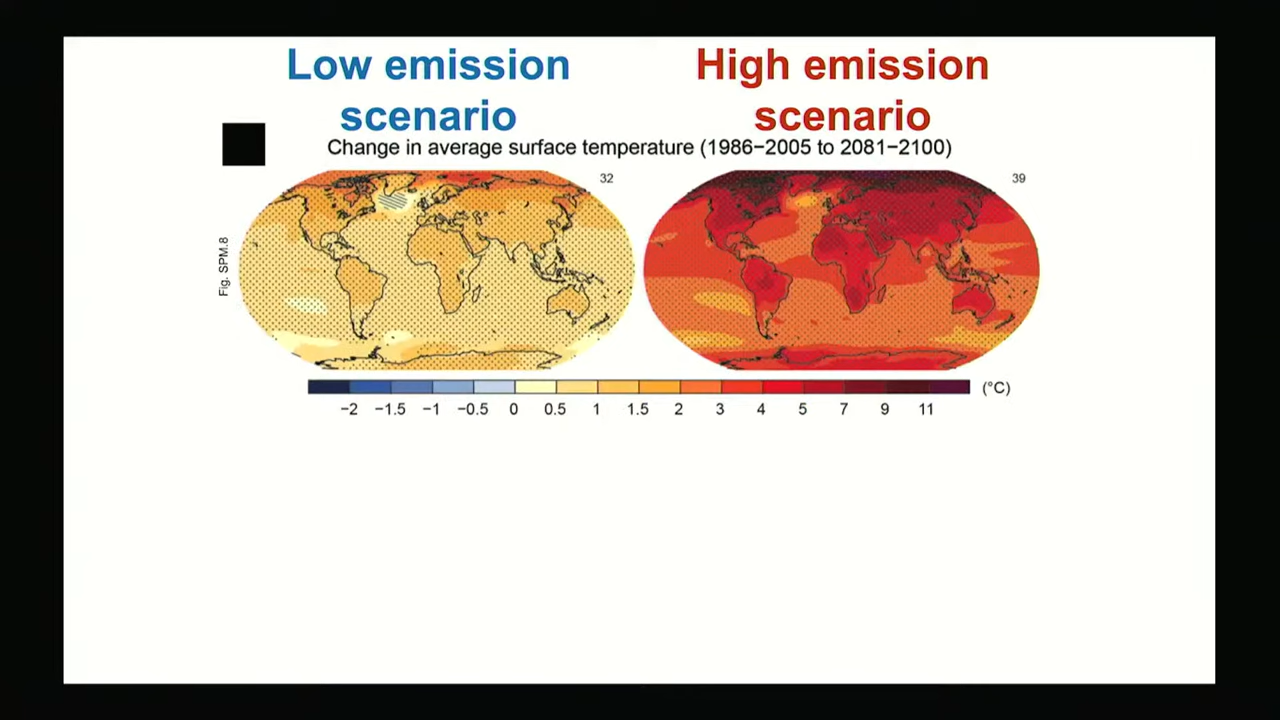 Low emission
scenario
High emission
scenario
Change in average surface temperature (1986−2005 to 2081−2100)
32
39
Fig. SPM.8
(°C)
−2 −1.5 −1 −0.5 0 0.5 1 1.5 2 3 4 5 7 9 11